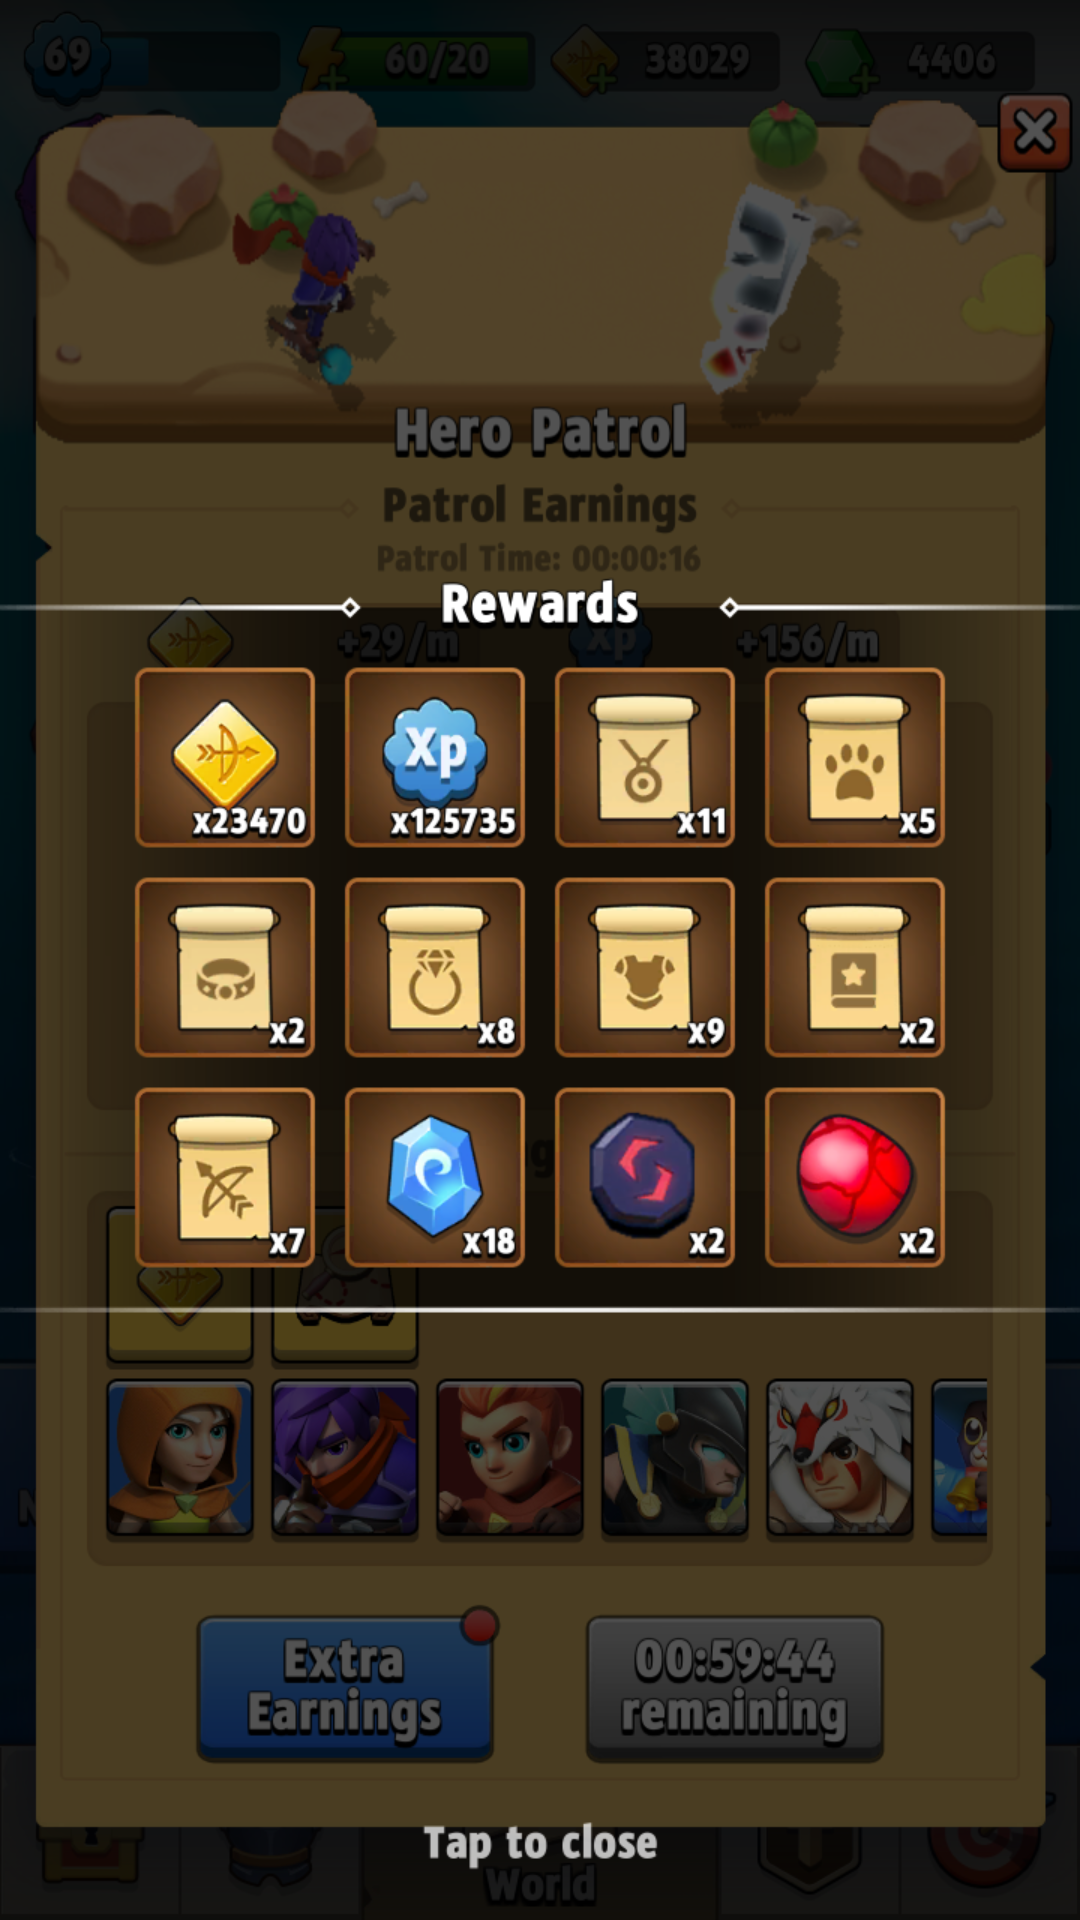 69
60/20
38029
4406
Hero Patrol
Patrol Earnings
Patrol Time: 00:00:16
Rewards
+29/m
Xp
+156/m
x23470
Xp
x125735
x11
x5
x2
x8
x9
x2
x7
x18
x2
x2
Extra
Earnings
00:59:44
remaining
Tap to close
World